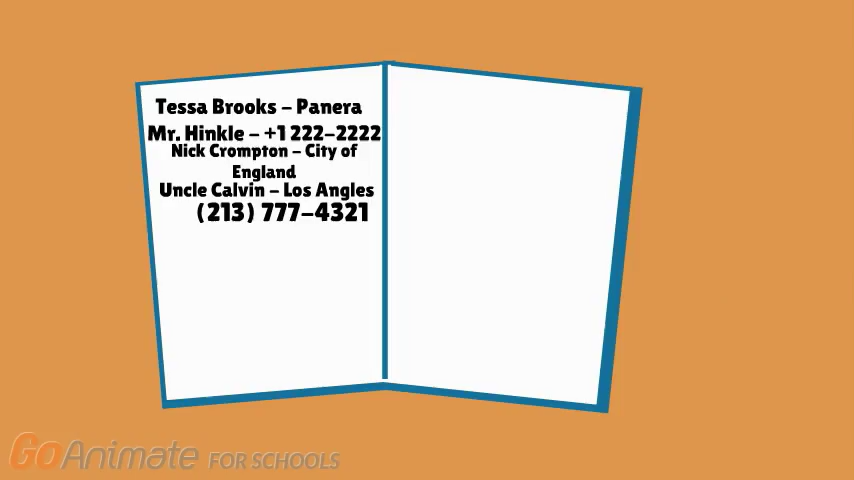 Tessa Brooks - Panera
Mr. Hinkle - +1 222-2222
Nick Crompton - City of
England
Uncle Calvin - Los Angles
(213) 777-4321
GoAnimate FOR SCHOOLS